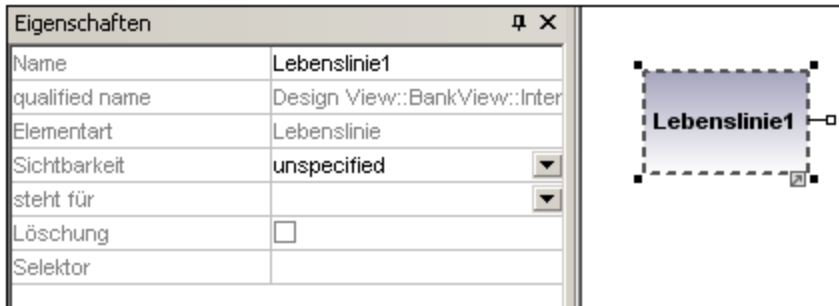 Eigenschaften
Name Lebenslinie1
qualified name Design View::BankView::Inter
Elementart Lebenslinie
Sichtbarkeit unspecified
steht für
Löschung
Selektor
Lebenslinie1